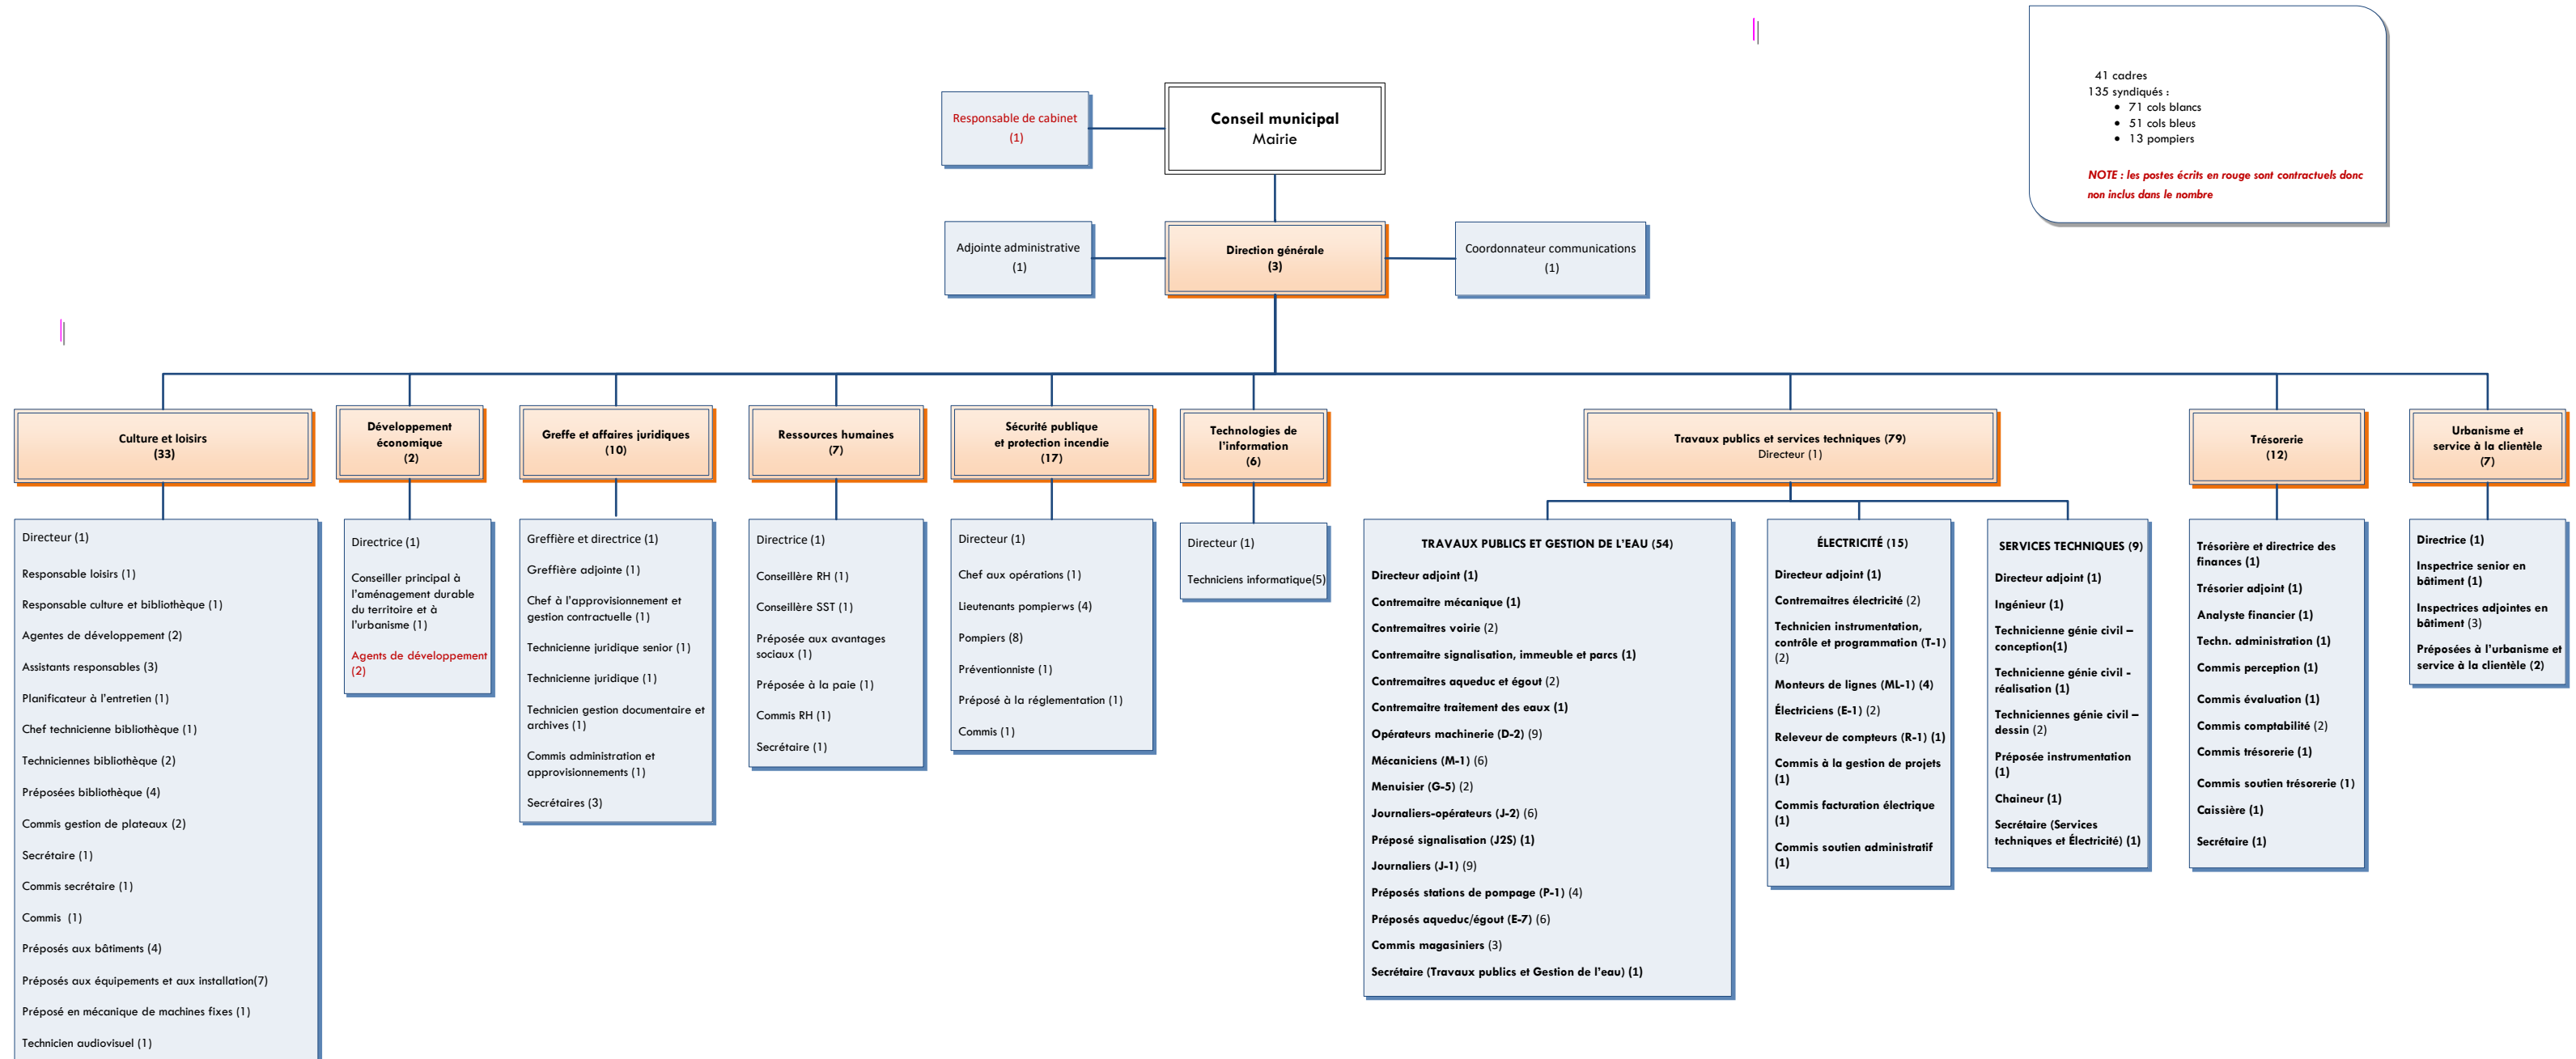 41 cadres
135 syndiqués :
• 71 cols blancs
• 51 cols bleus
• 13 pompiers
NOTE : les postes écrits en rouge sont contractuels donc
non inclus dans le nombre
Responsable de cabinet
(1)
Conseil municipal
Mairie
Adjointe administrative
(1)
Direction générale
(3)
Coordonnateur communications
(1)
Culture et loisirs
(33)
Directeur (1)
Responsable loisirs (1)
Responsable culture et bibliothèque (1)
Agentes de développement (2)
Assistants responsables (3)
Planificateur à l'entretien (1)
Chef technicienne bibliothèque (1)
Techniciennes bibliothèque (2)
Préposées bibliothèque (4)
Commis gestion de plateaux (2)
Secrétaire (1)
Commis secrétaire (1)
Commis (1)
Préposés aux bâtiments (4)
Préposés aux équipements et aux installation(7)
Préposé en mécanique de machines fixes (1)
Technicien audiovisuel (1)
Développement
économique
(2)
Directrice (1)
Conseiller principal à
l'aménagement durable
du territoire et à
l'urbanisme (1)
Agents de développement
(2)
Greffe et affaires juridiques
(10)
Greffière et directrice (1)
Greffière adjointe (1)
Chef à l'approvisionnement et
gestion contractuelle (1)
Technicienne juridique senior (1)
Technicienne juridique (1)
Technicien gestion documentaire et
archives (1)
Commis administration et
approvisionnements (1)
Secrétaires (3)
Ressources humaines
(7)
Directrice (1)
Conseillère RH (1)
Conseillère SST (1)
Préposée aux avantages
sociaux (1)
Préposée à la paie (1)
Commis RH (1)
Secrétaire (1)
Sécurité publique
et protection incendie
(17)
Directeur (1)
Chef aux opérations (1)
Lieutenants pompierws (4)
Pompiers (8)
Préventionniste (1)
Préposé à la réglementation (1)
Commis (1)
Technologies de
l'information
(6)
Directeur (1)
Techniciens informatique(5)
Travaux publics et services techniques (79)
Directeur (1)
TRAVAUX PUBLICS ET GESTION DE L'EAU (54)
Directeur adjoint (1)
Contremaitre mécanique (1)
Contremaitres voirie (2)
Contremaitre signalisation, immeuble et parcs (1)
Contremaitres aqueduc et égout (2)
Contremaitre traitement des eaux (1)
Opérateurs machinerie (D-2) (9)
Mécaniciens (M-1) (6)
Menuisier (G-5) (2)
Journaliers-opérateurs (J-2) (6)
Préposé signalisation (J2S) (1)
Journaliers (J-1) (9)
Préposés stations de pompage (P-1) (4)
Préposés aqueduc/égout (E-7) (6)
Commis magasiniers (3)
Secrétaire (Travaux publics et Gestion de l'eau) (1)
ÉLECTRICITÉ (15)
Directeur adjoint (1)
Contremaitres électricité (2)
Technicien instrumentation,
contrôle et programmation (T-1)
(2)
Monteurs de lignes (ML-1) (4)
Électriciens (E-1) (2)
Releveur de compteurs (R-1) (1)
Commis à la gestion de projets
(1)
Commis facturation électrique
(1)
Commis soutien administratif
(1)
SERVICES TECHNIQUES (9)
Directeur adjoint (1)
Ingénieur (1)
Technicienne génie civil –
conception(1)
Technicienne génie civil -
réalisation (1)
Techniciennes génie civil –
dessin (2)
Préposée instrumentation
(1)
Chaineur (1)
Secrétaire (Services
techniques et Électricité) (1)
Trésorerie
(12)
Trésorière et directrice des
finances (1)
Trésorier adjoint (1)
Analyste financier (1)
Techn. administration (1)
Commis perception (1)
Commis évaluation (1)
Commis comptabilité (2)
Commis trésorerie (1)
Commis soutien trésorerie (1)
Caissière (1)
Secrétaire (1)
Urbanisme et
service à la clientèle
(7)
Directrice (1)
Inspectrice senior en
bâtiment (1)
Inspectrices adjointes en
bâtiment (3)
Préposées à l'urbanisme et
service à la clientèle (2)